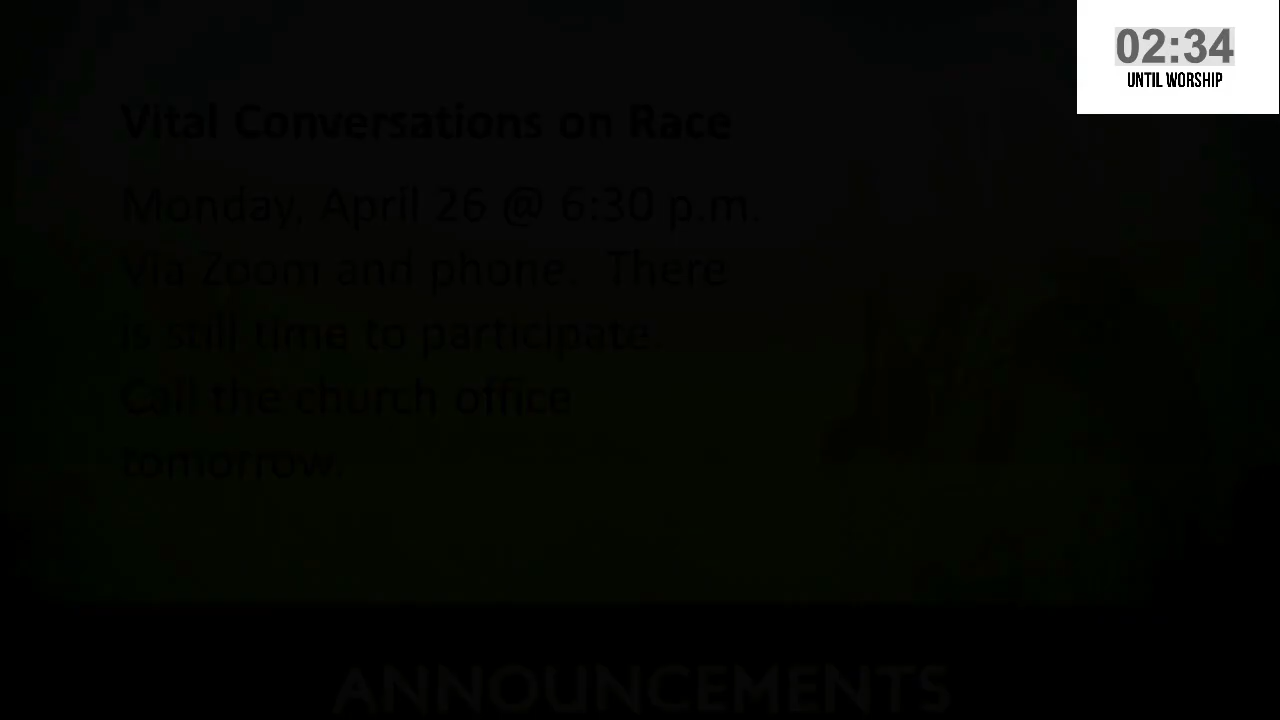 02:34
UNTIL WORSHIP
Vital Conversations on Race
Monday, April 26 @ 6:30 p.m.
Via Zoom and phone. There
is still time to participate.
Call the church office
tomorrow.
ANNOUNCEMENTS